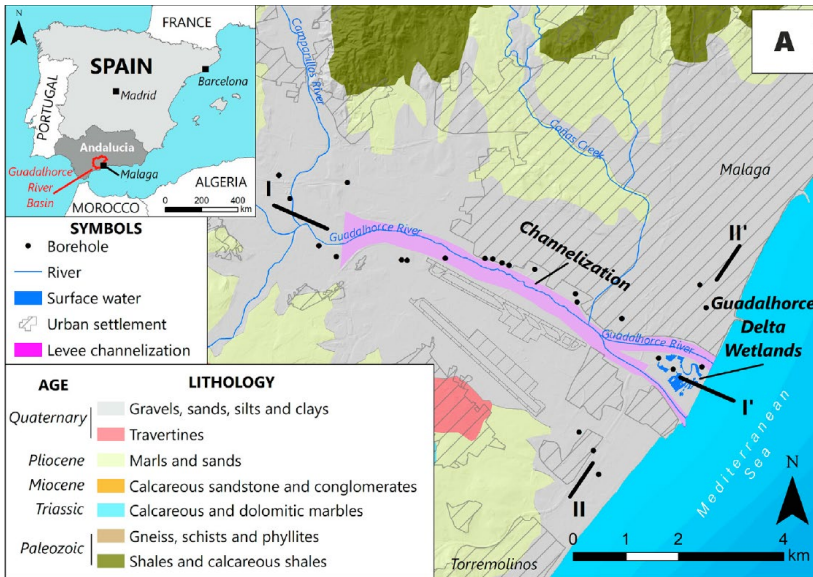 N
FRANCE
SPAIN
Barcelona
Madrid
PORTUGAL
Andalucia
Guadalhorce
River
Basin
Malaga
ALGERIA
MOROCCO
0 200 400
km
SYMBOLS
Borehole
River
Surface water
Urban settlement
Levee channelization
AGE LITHOLOGY
Quaternary
Gravels, sands, silts and clays
Travertines
Pliocene Marls and sands
Miocene Calcareous sandstone and conglomerates
Triassic Calcareous and dolomitic marbles
Paleozoic
Gneiss, schists and phyllites
Shales and calcareous shales
A
Campanillas River
Cañas Creek
Malaga
I
Guadalhorce River
II'
Channelization
Guadalhorce
Delta
Wetlands
Guadalhorce River
I'
Mediterranean
Sea
II
N
Torremolinos
0 2 4
km